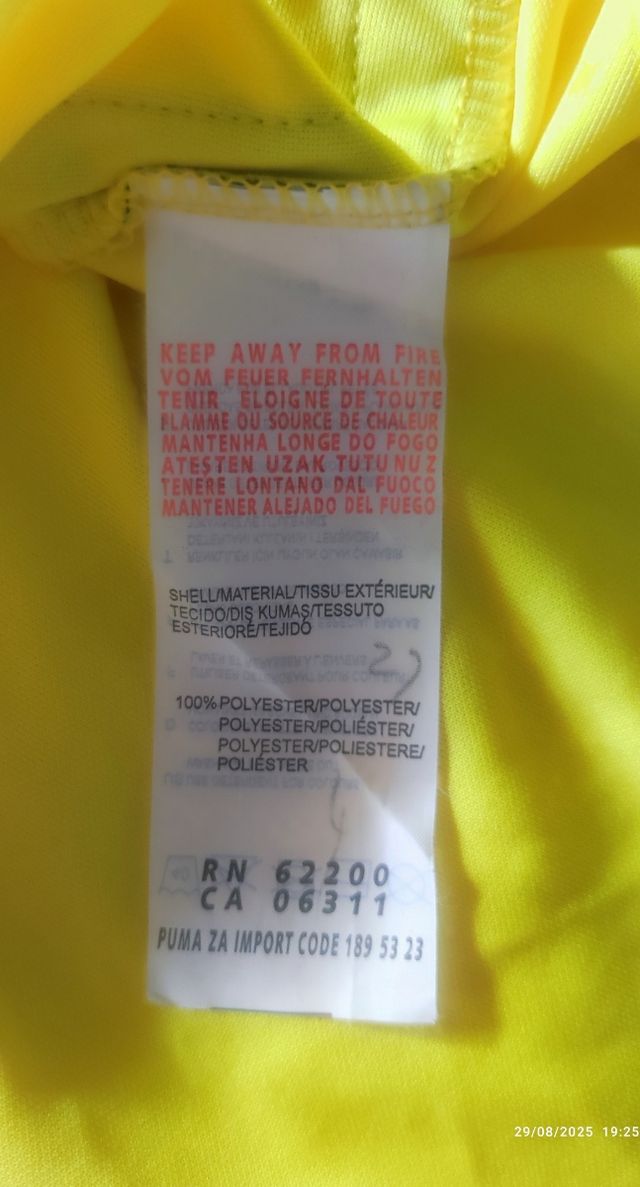 KEEP AWAY FROM FIRE
VOM FEUER FERNHALTEN
TENIR ELOIGNÉ DE TOUTE
FLAMME OU SOURCE DE CHALEUR
MANTENHA LONGE DO FOGO
ATEŞTEN UZAK TUTUNUZ
TENERE LONTANO DAL FUOCO
MANTENER ALEJADO DEL FUEGO
SHELL/MATERIAL/TISSU EXTÉRIEUR/
TECIDO/DIŞ KUMAŞ/TESSUTO
ESTERIORE/TEJIDO
100% POLYESTER/POLYESTER/
POLYESTER/POLIÉSTER/
POLYESTER/POLIESTERE/
POLIÉSTER
RN 62200
CA 06311
PUMA ZA IMPORT CODE 189 53 23
29/08/2025 19:25